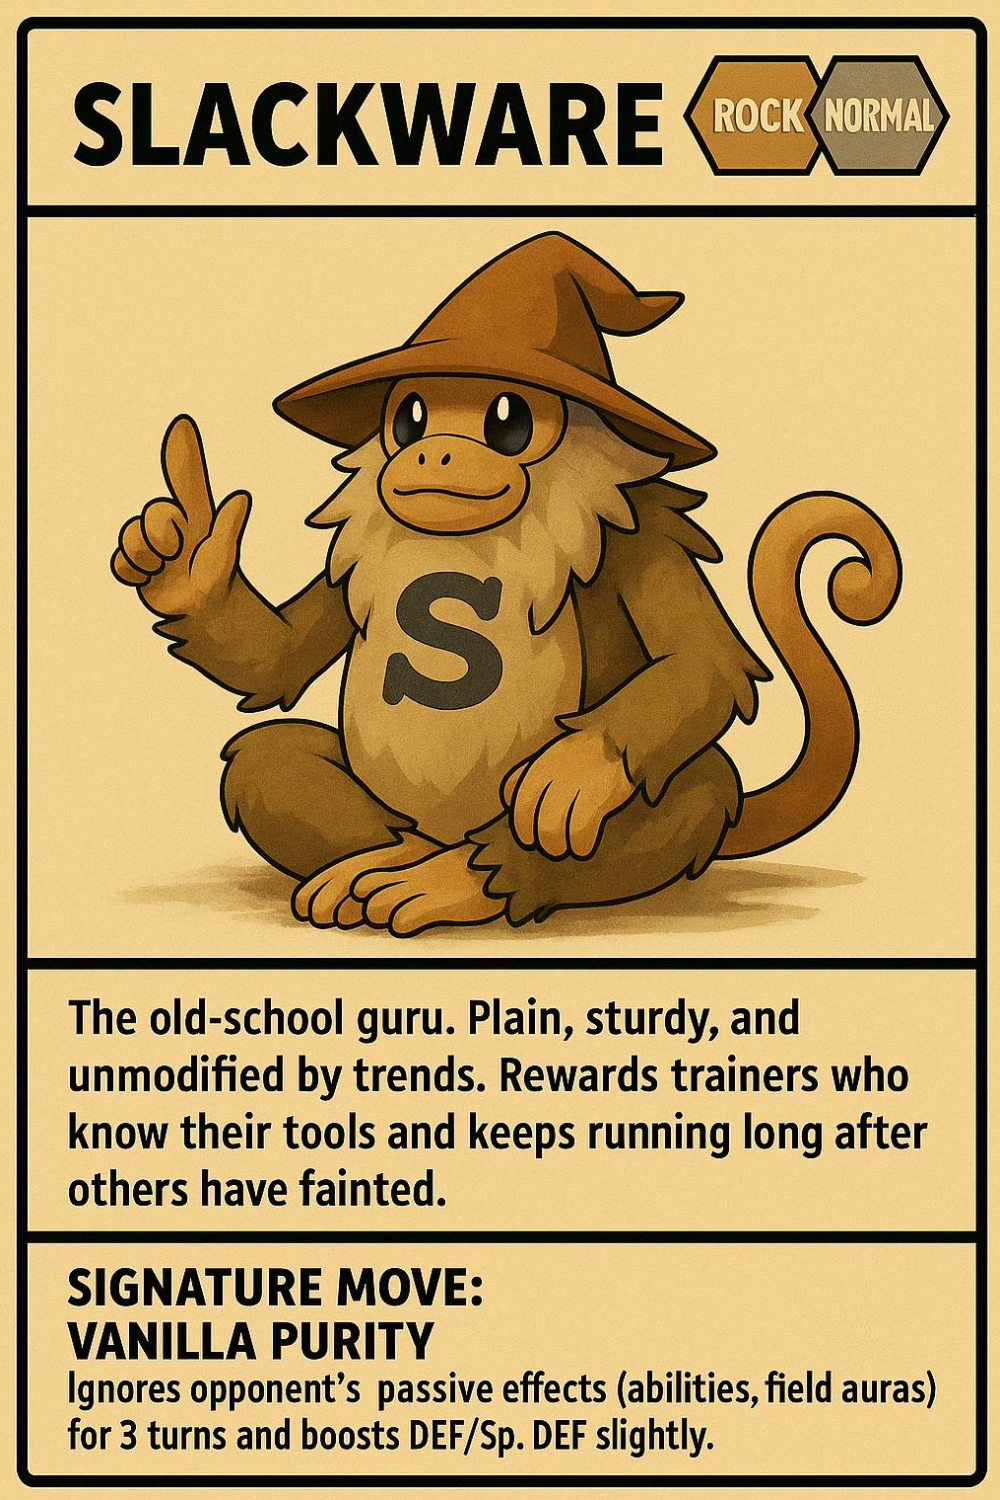 SLACKWARE
ROCK NORMAL
S
The old-school guru. Plain, sturdy, and
unmodified by trends. Rewards trainers who
know their tools and keeps running long after
others have fainted.
SIGNATURE MOVE:
VANILLA PURITY
Ignores opponent's passive effects (abilities, field auras)
for 3 turns and boosts DEF/Sp. DEF slightly.